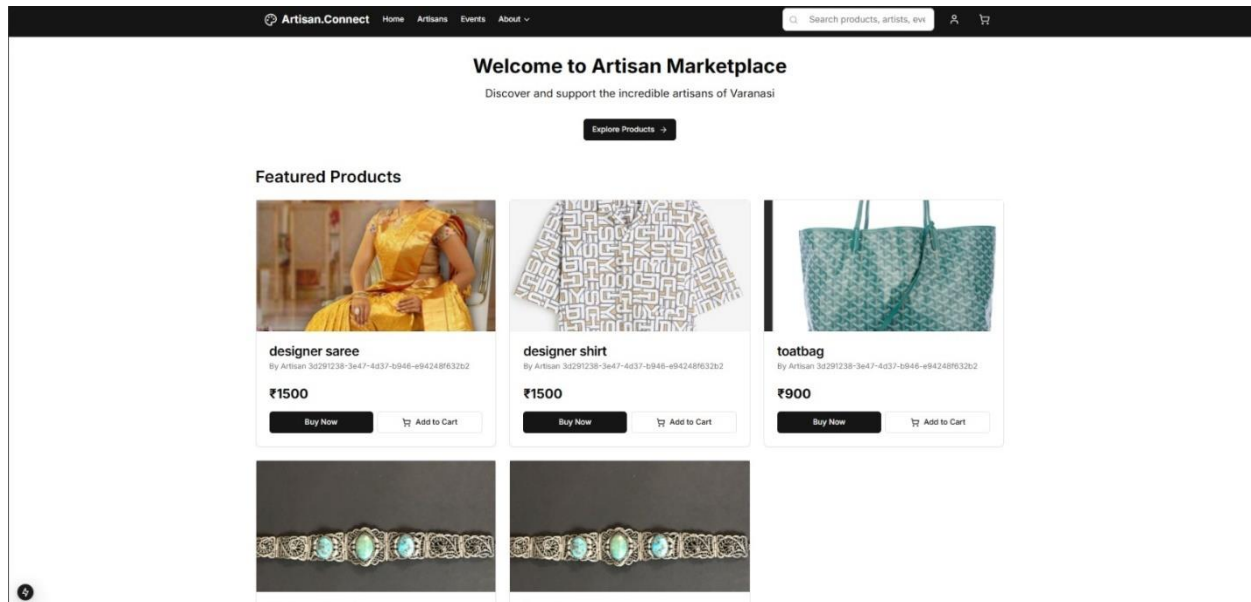 Artisan.Connect Home Artisans Events About
Search products, artists, eve
Welcome to Artisan Marketplace
Discover and support the incredible artisans of Varanasi
Explore Products →
Featured Products
designer saree
By Artisan 3d291238-3e47-4d37-b946-e94248f632b2
₹1500
Buy Now Add to Cart
designer shirt
By Artisan 3d291238-3e47-4d37-b946-e94248f632b2
₹1500
Buy Now Add to Cart
toatbag
By Artisan 3d291238-3e47-4d37-b946-e94248f632b2
₹900
Buy Now Add to Cart